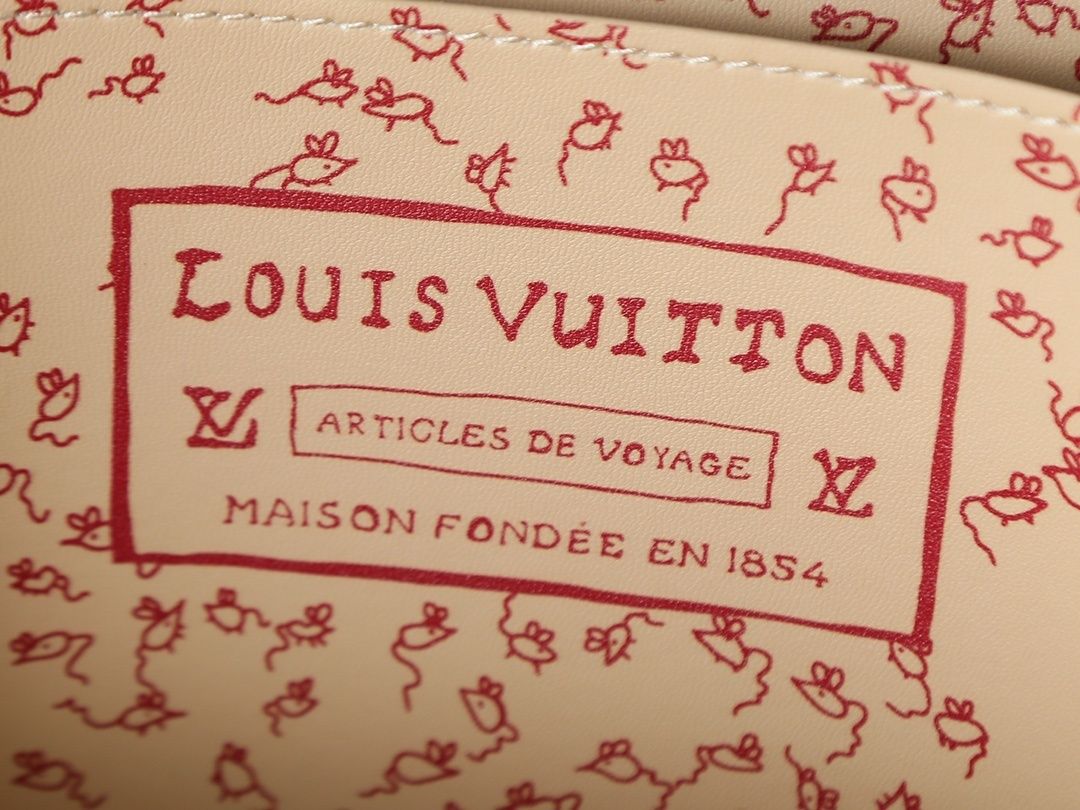 LOUIS VUITTON
LV ARTICLES DE VOYAGE LV
MAISON FONDÉE EN 1854